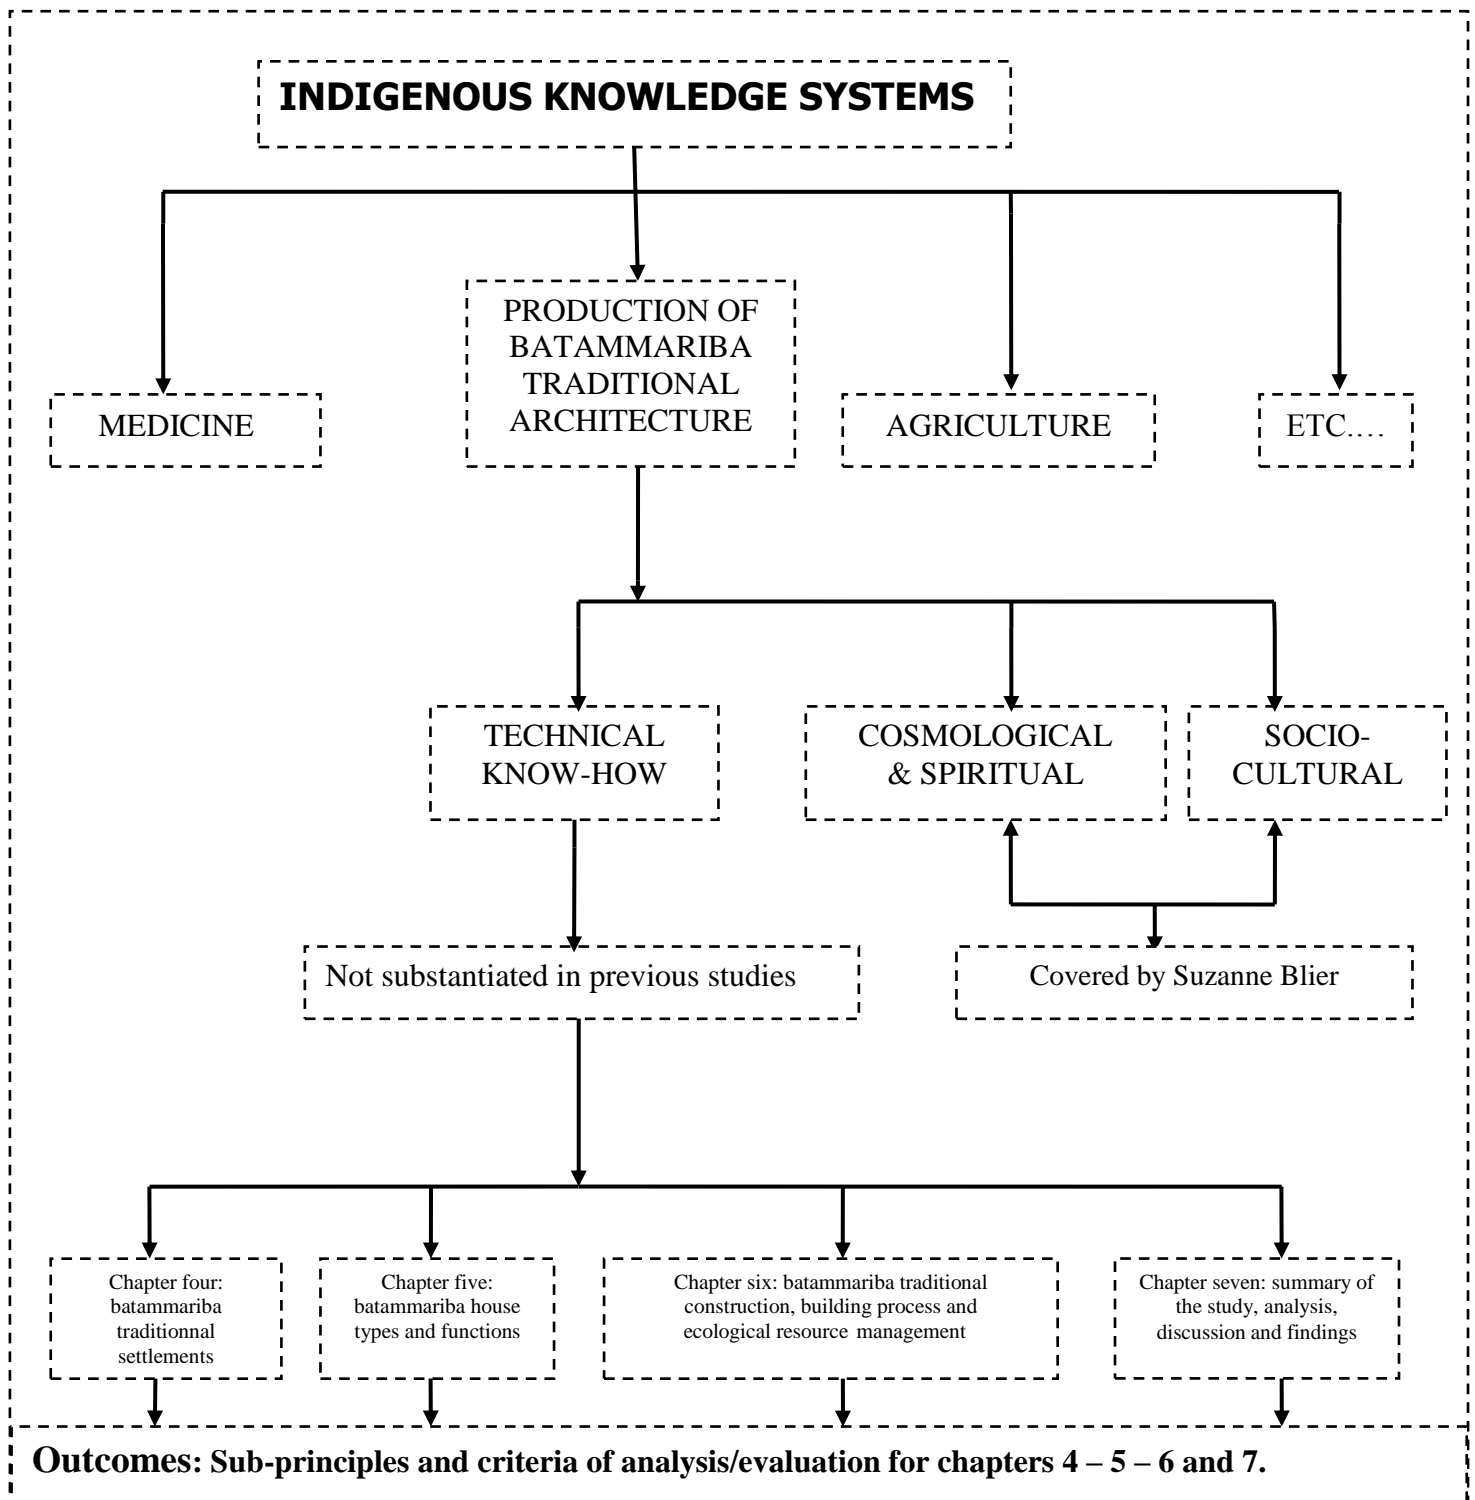 INDIGENOUS KNOWLEDGE SYSTEMS
PRODUCTION OF
BATAMMARIBA
TRADITIONAL
ARCHITECTURE
MEDICINE
AGRICULTURE
ETC.…
TECHNICAL
KNOW-HOW
COSMOLOGICAL
& SPIRITUAL
SOCIO-
CULTURAL
Not substantiated in previous studies
Covered by Suzanne Blier
Chapter four:
batammariba
traditionnal
settlements
Chapter five:
batammariba house
types and functions
Chapter six: batammariba traditional
construction, building process and
ecological resource management
Chapter seven: summary of
the study, analysis,
discussion and findings
Outcomes: Sub-principles and criteria of analysis/evaluation for chapters 4 – 5 – 6 and 7.